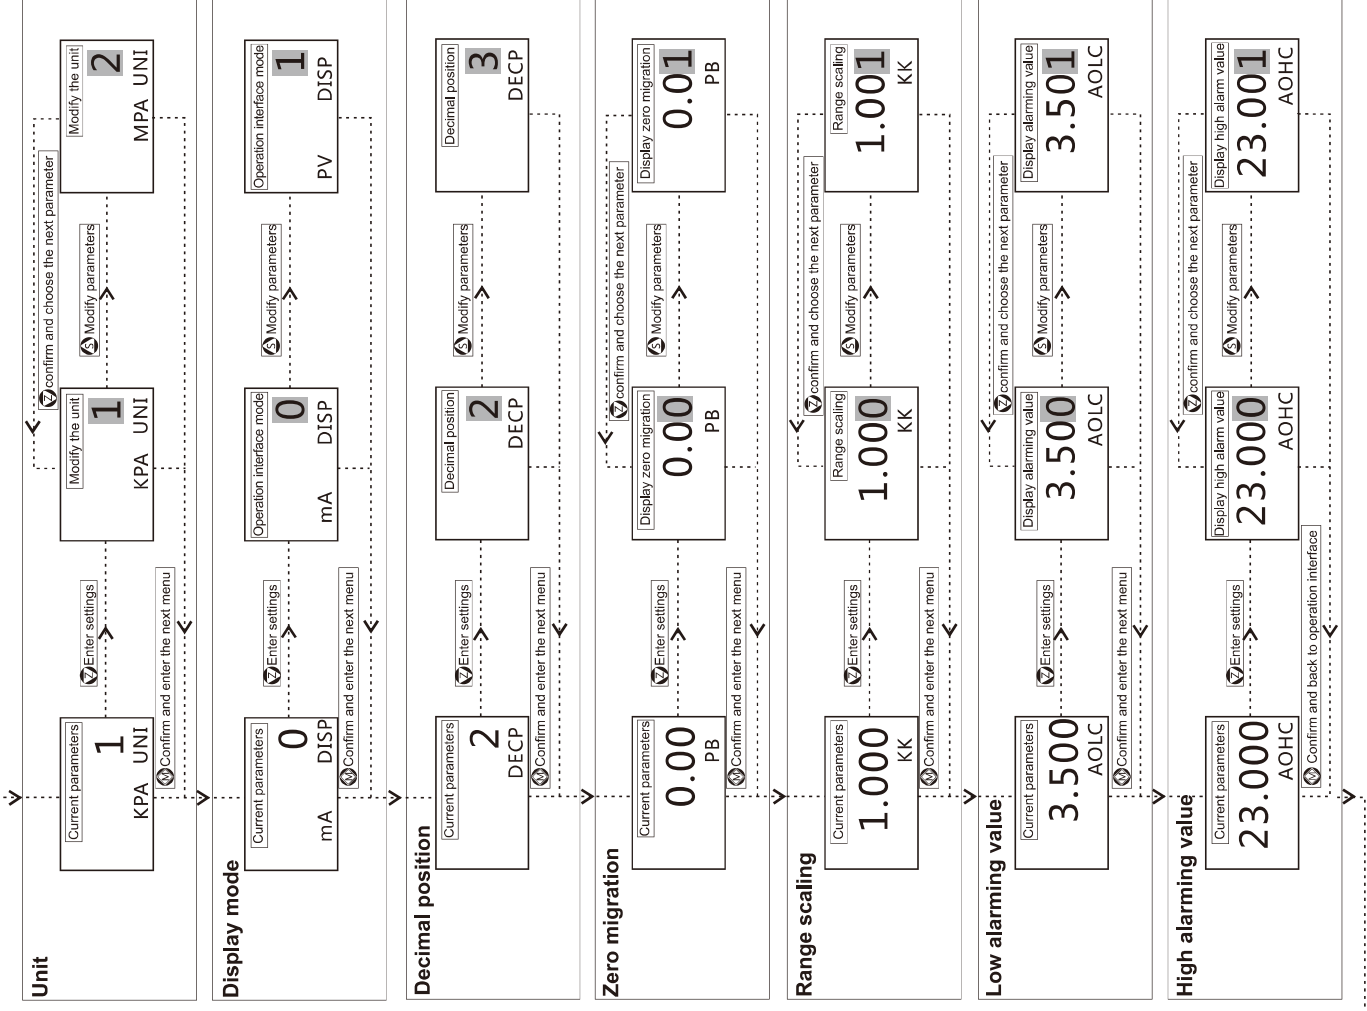 Unit
Current parameters
1
KPA UNI
Z Enter settings
Modify the unit
1
KPA UNI
S Modify parameters
Modify the unit
2
MPA UNI
Z confirm and choose the next parameter
M Confirm and enter the next menu
Display mode
Current parameters
0
mA DISP
Z Enter settings
Operation interface mode
0
mA DISP
S Modify parameters
Operation interface mode
1
PV DISP
M Confirm and enter the next menu
Decimal position
Current parameters
2
DECP
Z Enter settings
Decimal position
2
DECP
S Modify parameters
Decimal position
3
DECP
M Confirm and enter the next menu
Zero migration
Current parameters
0.00
PB
Z Enter settings
Display zero migration
0.00
PB
S Modify parameters
Display zero migration
0.01
PB
Z confirm and choose the next parameter
M Confirm and enter the next menu
Range scaling
Current parameters
1.000
KK
Z Enter settings
Range scaling
1.000
KK
S Modify parameters
Range scaling
1.001
KK
Z confirm and choose the next parameter
M Confirm and enter the next menu
Low alarming value
Current parameters
3.500
AOLC
Z Enter settings
Display alarming value
3.500
AOLC
S Modify parameters
Display alarming value
3.501
AOLC
Z confirm and choose the next parameter
M Confirm and enter the next menu
High alarming value
Current parameters
23.000
AOHC
Z Enter settings
Display high alarm value
23.000
AOHC
S Modify parameters
Display high alarm value
23.001
AOHC
Z confirm and choose the next parameter
M Confirm and back to operation interface